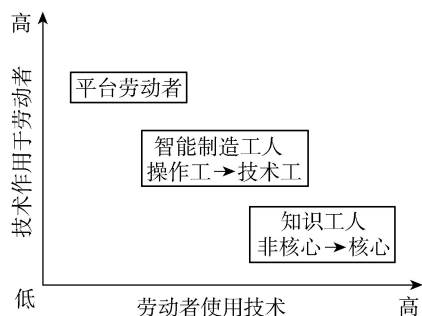 高
技术作用于劳动者
平台劳动者
智能制造工人
操作工→技术工
知识工人
非核心→核心
低
劳动者使用技术
高